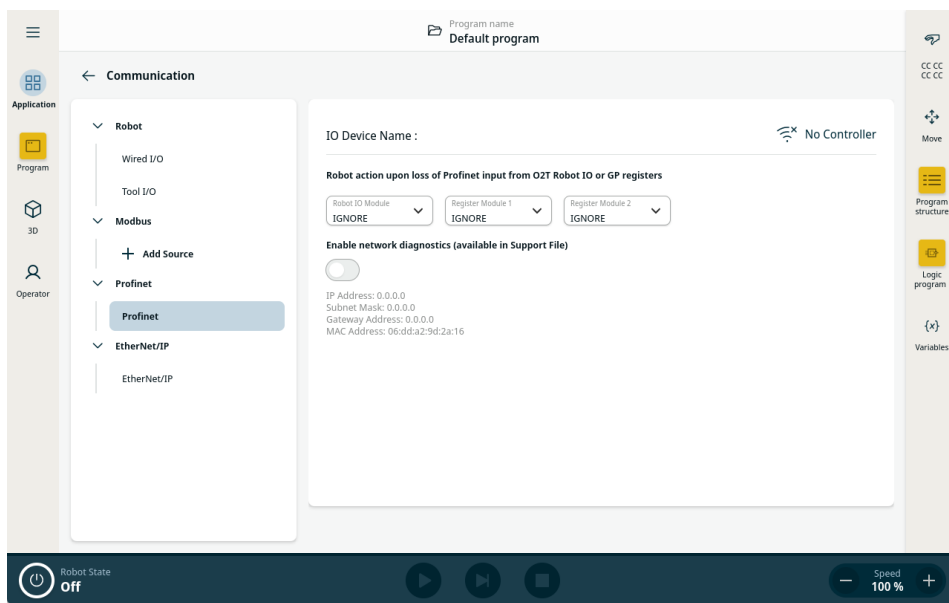 Program name
Default program
Communication
Application
Program
3D
Operator
Robot
Wired I/O
Tool I/O
Modbus
Add Source
Profinet
Profinet
EtherNet/IP
EtherNet/IP
IO Device Name :
No Controller
Robot action upon loss of Profinet input from O2T Robot IO or GP registers
Robot IO Module
IGNORE
Register Module 1
IGNORE
Register Module 2
IGNORE
Enable network diagnostics (available in Support File)
IP Address: 0.0.0.0
Subnet Mask: 0.0.0.0
Gateway Address: 0.0.0.0
MAC Address: 06:dd:a2:9d:2a:16
CC CC
CC CC
Move
Program
structure
Logic
program
{x}
Variables
Robot State
Off
Speed
100 %